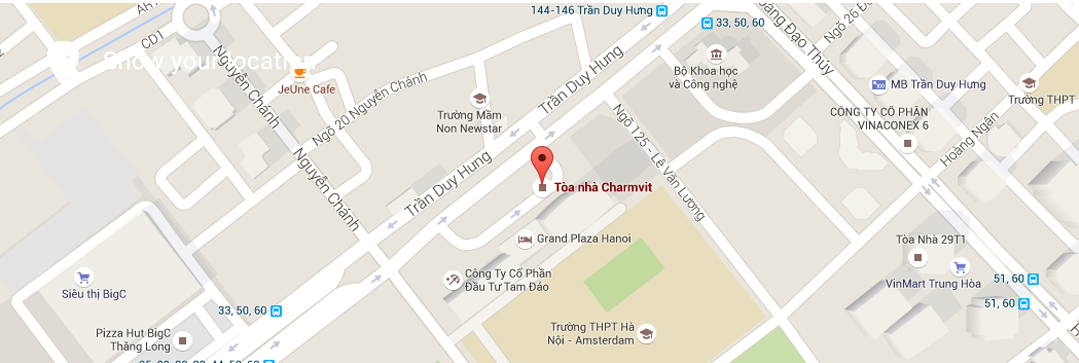 144-146 Trần Duy Hưng
33, 50, 60
CD1
Show your location
JeUne Cafe
Nguyễn Chánh
Ngõ 20 Nguyễn Chánh
Trường Mầm
Non Newstar
Trần Duy Hưng
Bộ Khoa học
và Công nghệ
Hoàng Đạo Thúy
MB Trần Duy Hưng
Trường THPT
CÔNG TY CỔ PHẦN
VINACONEX 6
Hoàng Ngân
Ngõ 125 - Lê Văn Lương
Trần Duy Hưng
Nguyễn Chánh
Tòa nhà Charmvit
Grand Plaza Hanoi
Công Ty Cổ Phần
Đầu Tư Tam Đảo
Siêu thị BigC
33, 50, 60
Pizza Hut BigC
Thăng Long
Trường THPT Hà
Nội - Amsterdam
Tòa Nhà 29T1
VinMart Trung Hòa
51, 60
51, 60